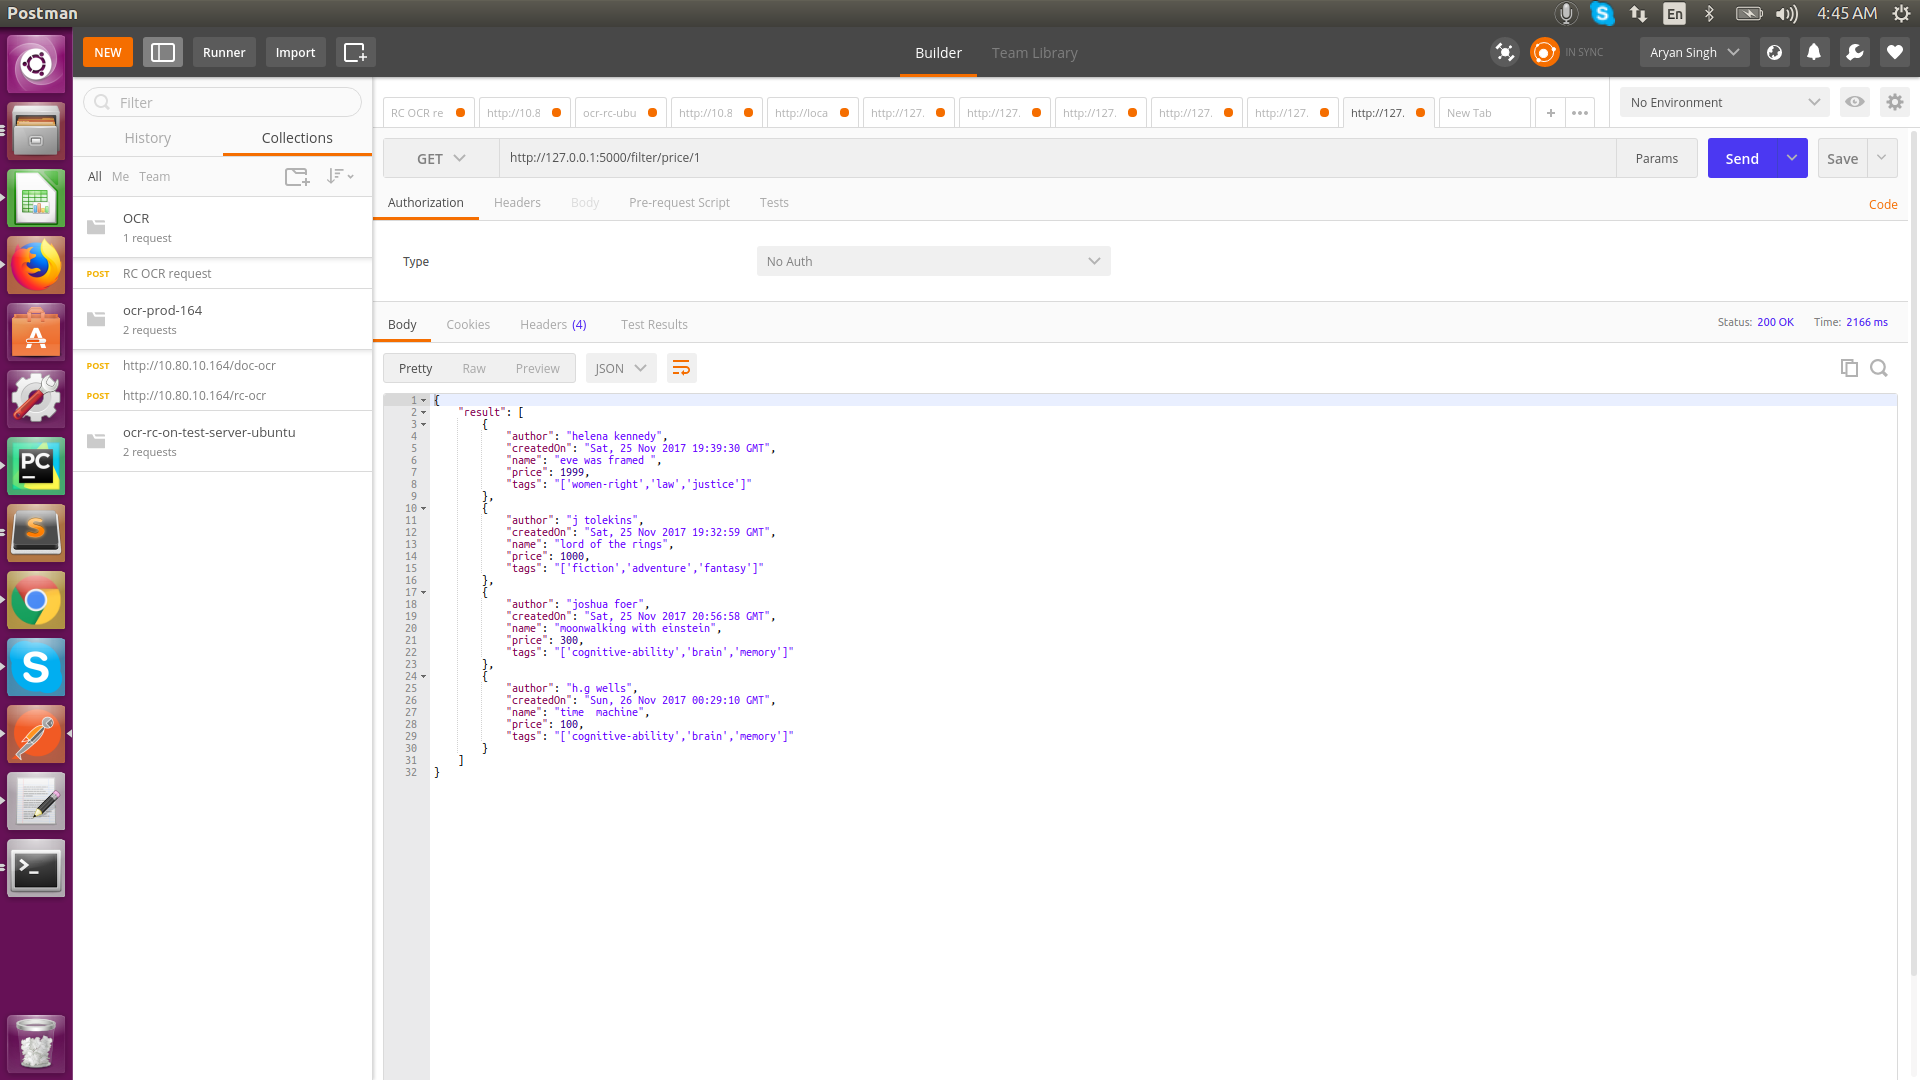 Postman
En
4:45 AM
NEW
Runner
Import
Builder
Team Library
IN SYNC
Aryan Singh
Filter
History
Collections
All Me Team
OCR
1 request
POST RC OCR request
ocr-prod-164
2 requests
POST http://10.80.10.164/doc-ocr
POST http://10.80.10.164/rc-ocr
ocr-rc-on-test-server-ubuntu
2 requests
RC OCR re
http://10.8
ocr-rc-ubu
http://10.8
http://loca
http://127.
http://127.
http://127.
http://127.
http://127.
http://127.
New Tab
No Environment
GET http://127.0.0.1:5000/filter/price/1 Params Send Save
Authorization Headers Body Pre-request Script Tests Code
Type No Auth
Body Cookies Headers (4) Test Results Status: 200 OK Time: 2166 ms
Pretty Raw Preview JSON
1 {
2 "result": [
3 {
4 "author": "helena kennedy",
5 "createdOn": "Sat, 25 Nov 2017 19:39:30 GMT",
6 "name": "eve was framed ",
7 "price": 1999,
8 "tags": "['women-right','law','justice']"
9 },
10 {
11 "author": "j tolekins",
12 "createdOn": "Sat, 25 Nov 2017 19:32:59 GMT",
13 "name": "lord of the rings",
14 "price": 1000,
15 "tags": "['fiction','adventure','fantasy']"
16 },
17 {
18 "author": "joshua foer",
19 "createdOn": "Sat, 25 Nov 2017 20:56:58 GMT",
20 "name": "moonwalking with einstein",
21 "price": 300,
22 "tags": "['cognitive-ability','brain','memory']"
23 },
24 {
25 "author": "h.g wells",
26 "createdOn": "Sun, 26 Nov 2017 00:29:10 GMT",
27 "name": "time  machine",
28 "price": 100,
29 "tags": "['cognitive-ability','brain','memory']"
30 }
31 ]
32 }